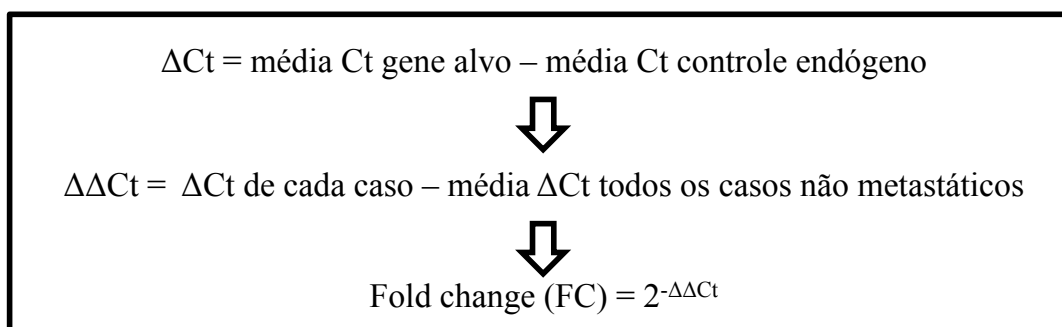 ΔCt = média Ct gene alvo – média Ct controle endógeno
ΔΔCt = ΔCt de cada caso – média ΔCt todos os casos não metastáticos
Fold change (FC) = 2-ΔΔCt